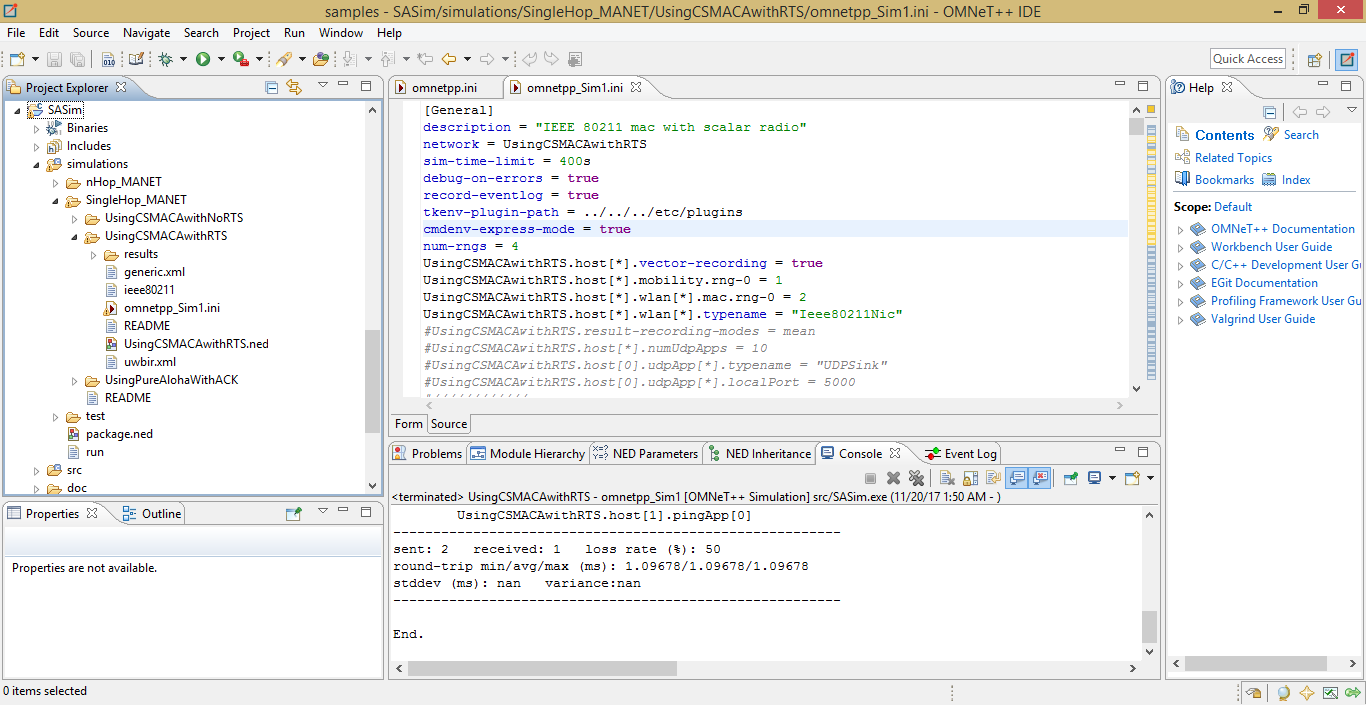 samples - SASim/simulations/SingleHop_MANET/UsingCSMACAwithRTS/omnetpp_Sim1.ini - OMNeT++ IDE
File Edit Source Navigate Search Project Run Window Help
Quick Access
Project Explorer
SASim
Binaries
Includes
simulations
nHop_MANET
SingleHop_MANET
UsingCSMACAwithNoRTS
UsingCSMACAwithRTS
results
generic.xml
ieee80211
omnetpp_Sim1.ini
README
UsingCSMACAwithRTS.ned
uwbir.xml
UsingPureAlohaWithACK
README
test
package.ned
run
src
doc
Properties Outline
Properties are not available.
0 items selected
omnetpp.ini omnetpp_Sim1.ini
[General]
description = "IEEE 80211 mac with scalar radio"
network = UsingCSMACAwithRTS
sim-time-limit = 400s
debug-on-errors = true
record-eventlog = true
tkenv-plugin-path = ../../../etc/plugins
cmdenv-express-mode = true
num-rngs = 4
UsingCSMACAwithRTS.host[*].vector-recording = true
UsingCSMACAwithRTS.host[*].mobility.rng-0 = 1
UsingCSMACAwithRTS.host[*].wlan[*].mac.rng-0 = 2
UsingCSMACAwithRTS.host[*].wlan[*].typename = "Ieee80211Nic"
#UsingCSMACAwithRTS.result-recording-modes = mean
#UsingCSMACAwithRTS.host[*].numUdpApps = 10
#UsingCSMACAwithRTS.host[0].udpApp[*].typename = "UDPSink"
#UsingCSMACAwithRTS.host[0].udpApp[*].localPort = 5000
Form Source
Problems Module Hierarchy NED Parameters NED Inheritance Console Event Log
<terminated> UsingCSMACAwithRTS - omnetpp_Sim1 [OMNeT++ Simulation] src/SASim.exe (11/20/17 1:50 AM - )
UsingCSMACAwithRTS.host[1].pingApp[0]
--------------------------------------------------------
sent: 2 received: 1 loss rate (%): 50
round-trip min/avg/max (ms): 1.09678/1.09678/1.09678
stddev (ms): nan variance:nan
--------------------------------------------------------
End.
Help
Contents Search
Related Topics
Bookmarks Index
Scope: Default
OMNeT++ Documentation
Workbench User Guide
C/C++ Development User G
EGit Documentation
Profiling Framework User Gu
Valgrind User Guide